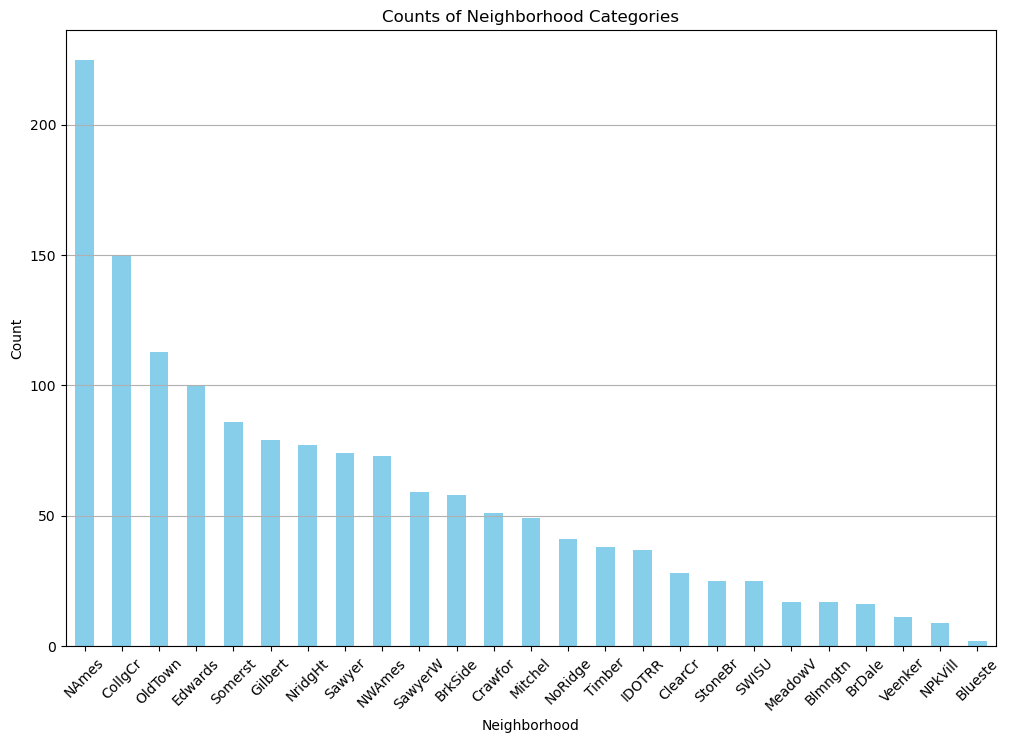 Counts of Neighborhood Categories
Count
200
150
100
50
0
NAmes
CollgCr
OldTown
Edwards
Somerst
Gilbert
NridgHt
Sawyer
NWAmes
SawyerW
BrkSide
Crawfor
Mitchel
NoRidge
Timber
IDOTRR
ClearCr
StoneBr
SWISU
MeadowV
Blmngtn
BrDale
Veenker
NPkVill
Blueste
Neighborhood